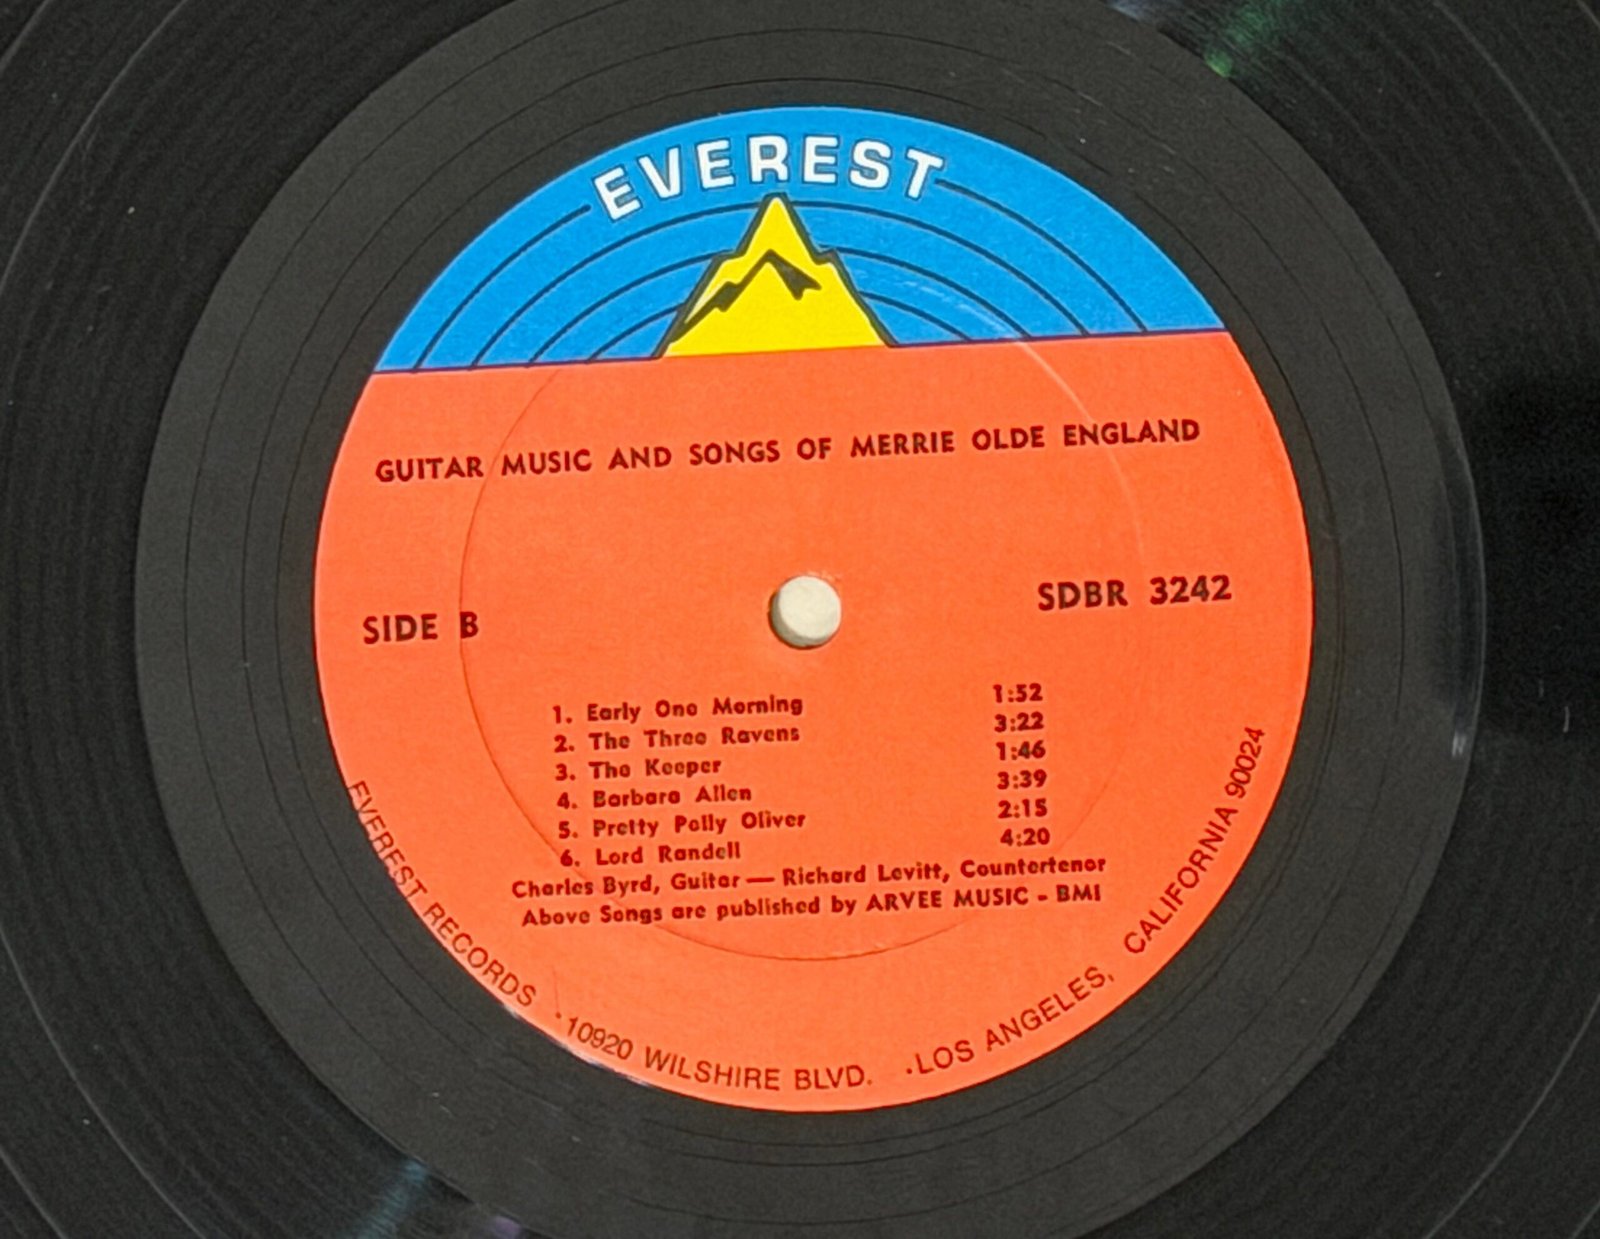 EVEREST
GUITAR MUSIC AND SONGS OF MERRIE OLDE ENGLAND
SIDE B
SDBR 3242
1. Early One Morning 1:52
2. The Three Ravens 3:22
3. The Keeper 1:46
4. Barbara Allen 3:39
5. Pretty Polly Oliver 2:15
6. Lord Randell 4:20
Charles Byrd, Guitar — Richard Levitt, Countertenor
Above Songs are published by ARVEE MUSIC - BMI
EVEREST RECORDS · 10920 WILSHIRE BLVD. · LOS ANGELES, CALIFORNIA 90024